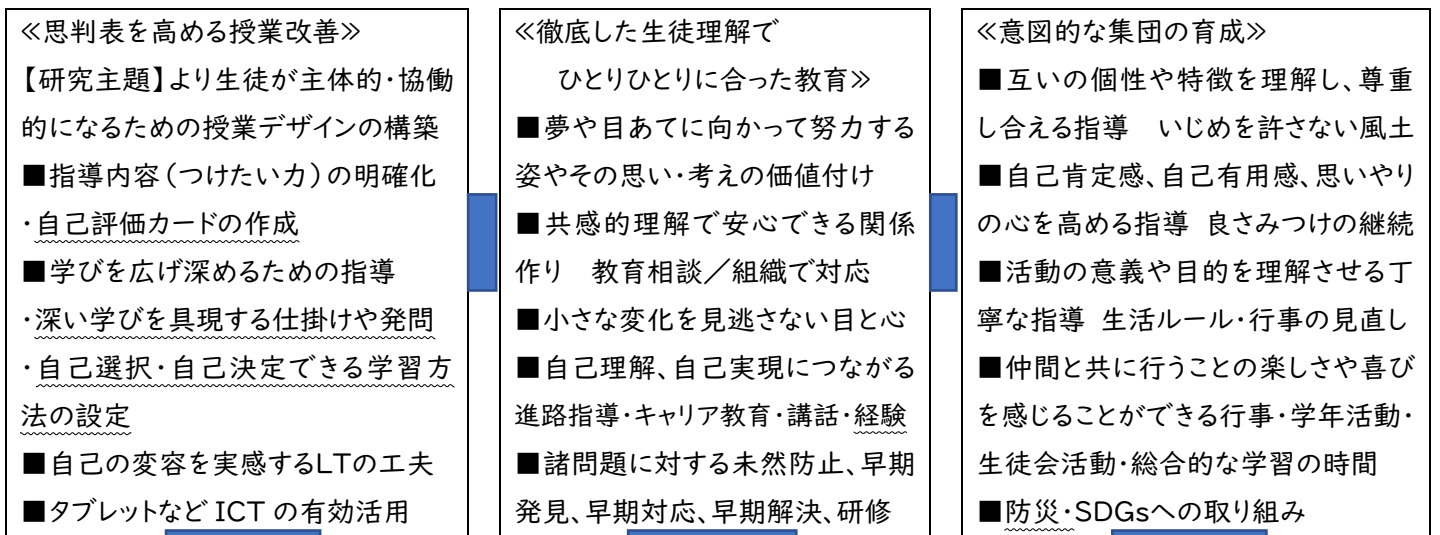 ≪思判表を高める授業改善≫
【研究主題】より生徒が主体的・協働
的になるための授業デザインの構築
■指導内容(つけたい力)の明確化
・自己評価カードの作成
■学びを広げ深めるための指導
・深い学びを具現する仕掛けや発問
・自己選択・自己決定できる学習方
法の設定
■自己の変容を実感するLTの工夫
■タブレットなど ICT の有効活用
≪徹底した生徒理解で
ひとりひとりに合った教育≫
■夢や目あてに向かって努力する
姿やその思い・考えの価値付け
■共感的理解で安心できる関係
作り 教育相談/組織で対応
■小さな変化を見逃さない目と心
■自己理解、自己実現につながる
進路指導・キャリア教育・講話・経験
■諸問題に対する未然防止、早期
発見、早期対応、早期解決、研修
≪意図的な集団の育成≫
■互いの個性や特徴を理解し、尊重
し合える指導 いじめを許さない風土
■自己肯定感、自己有用感、思いやり
の心を高める指導 良さみつけの継続
■活動の意義や目的を理解させる丁
寧な指導 生活ルール・行事の見直し
■仲間と共に行うことの楽しさや喜び
を感じることができる行事・学年活動・
生徒会活動・総合的な学習の時間
■防災・SDGsへの取り組み